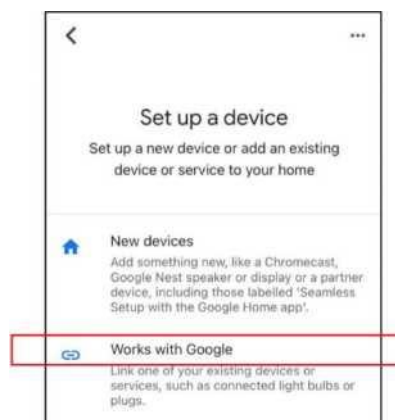 Set up a device
Set up a new device or add an existing
device or service to your home
New devices
Add something new, like a Chromecast,
Google Nest speaker or display or a partner
device, including those labelled 'Seamless
Setup with the Google Home app'.
Works with Google
Link one of your existing devices or
services, such as connected light bulbs or
plugs.